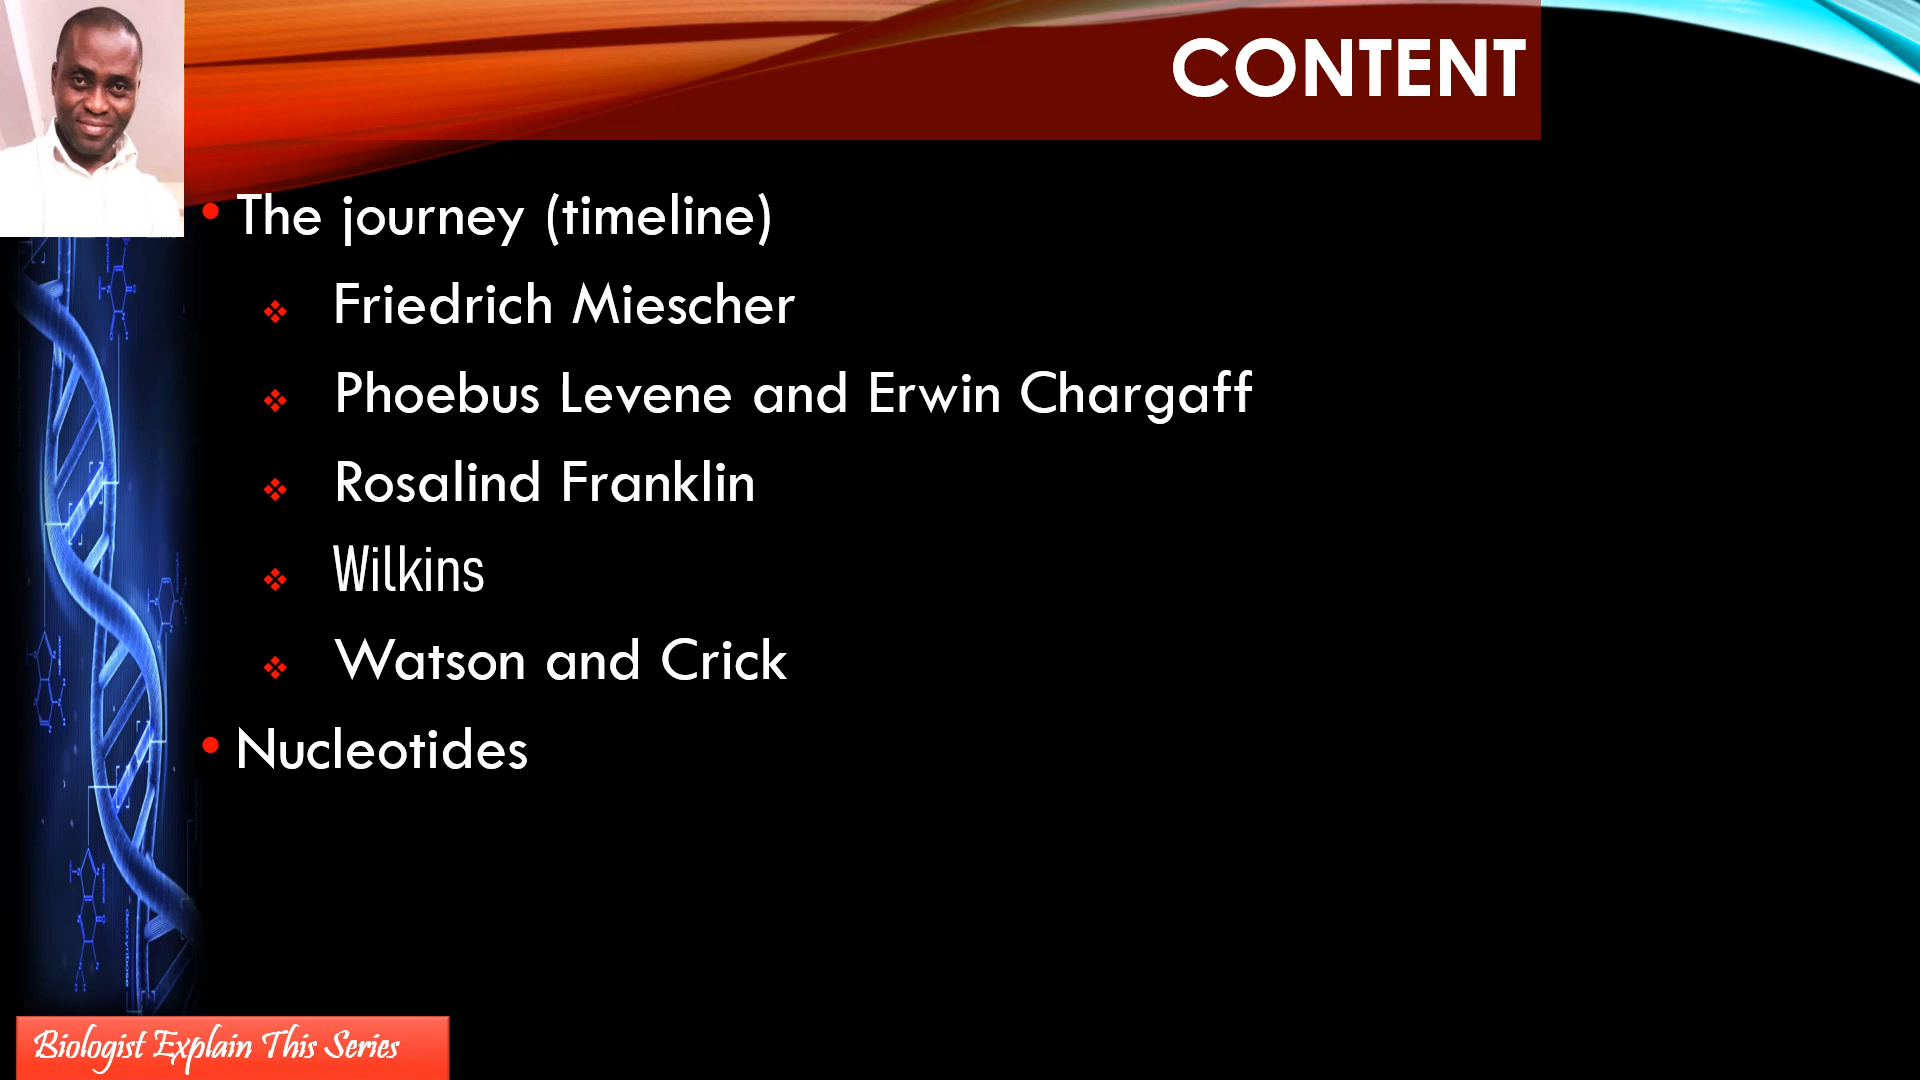 CONTENT
• The journey (timeline)
❖ Friedrich Miescher
❖ Phoebus Levene and Erwin Chargaff
❖ Rosalind Franklin
❖ Wilkins
❖ Watson and Crick
• Nucleotides
Biologist Explain This Series